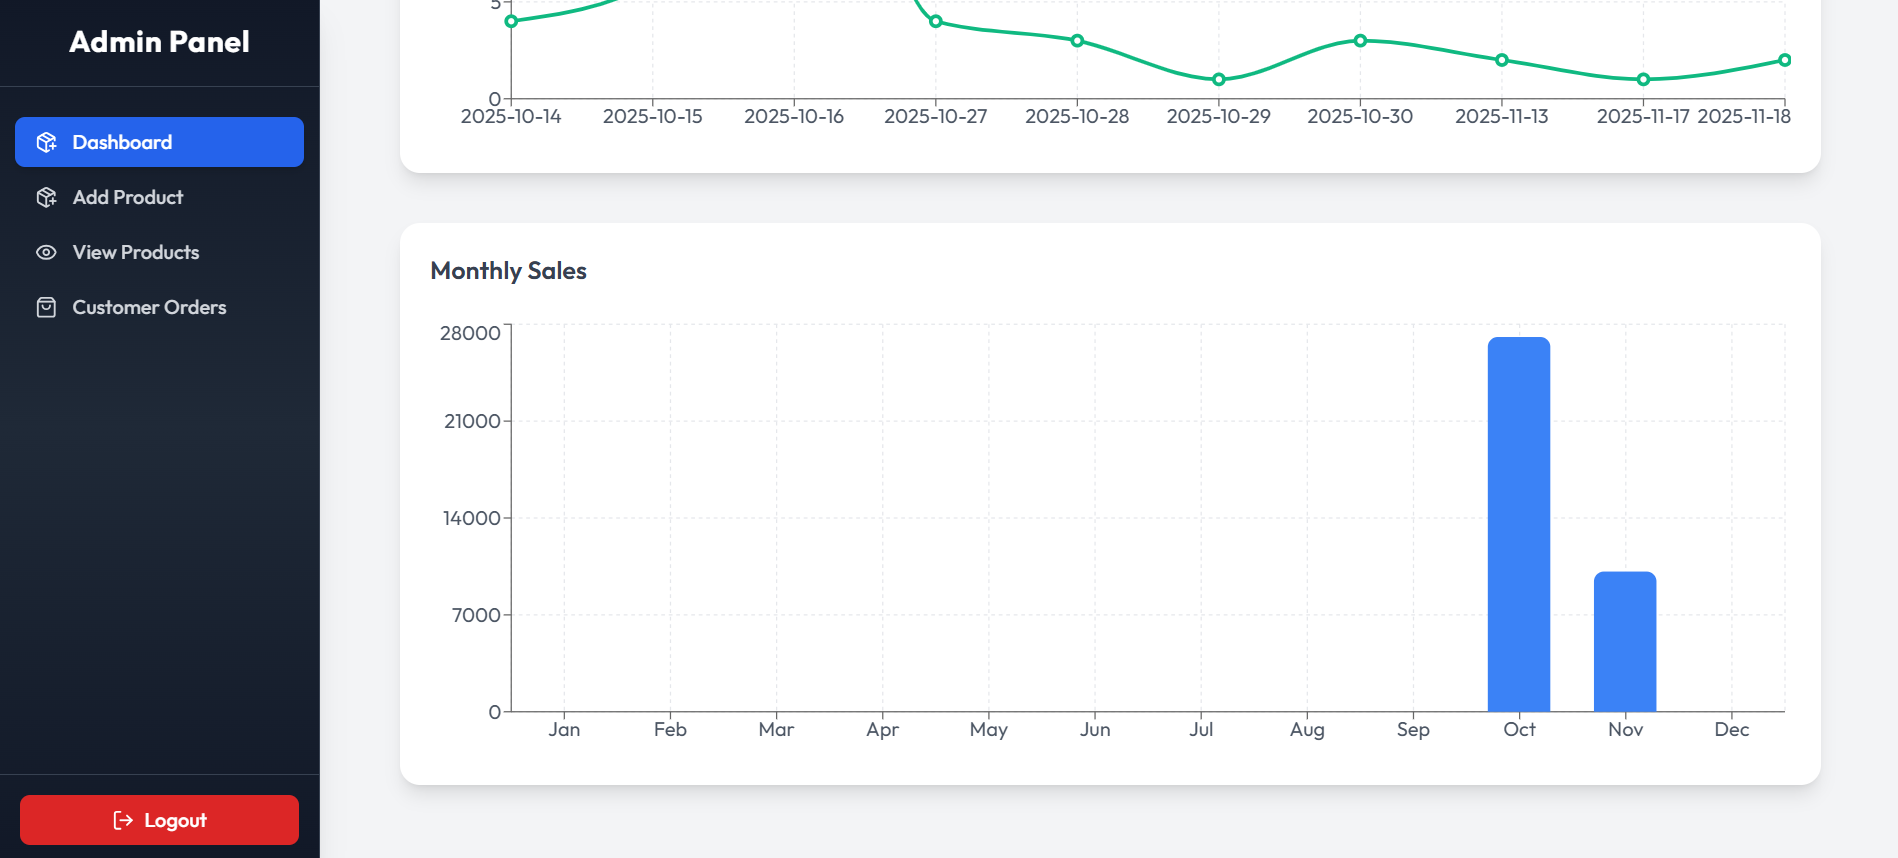 Admin Panel
Dashboard
Add Product
View Products
Customer Orders
Logout
5
0
2025-10-14 2025-10-15 2025-10-16 2025-10-27 2025-10-28 2025-10-29 2025-10-30 2025-11-13 2025-11-17 2025-11-18
Monthly Sales
28000
21000
14000
7000
0
Jan Feb Mar Apr May Jun Jul Aug Sep Oct Nov Dec